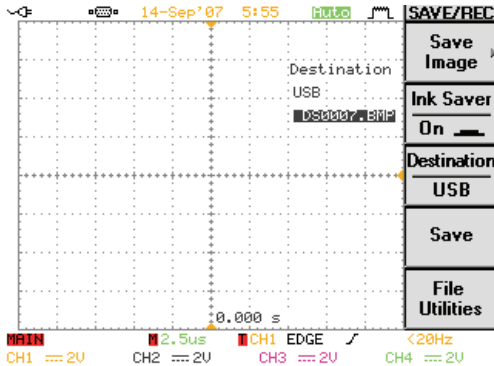 14-Sep'07 5:55 Auto SAVE/REC
Save
Image
Destination
USB
DS0007.BMP
Ink Saver
On
Destination
USB
Save
File
Utilities
0.000 s
MAIN M 2.5us T CH1 EDGE <20Hz
CH1 2V CH2 2V CH3 2V CH4 2V